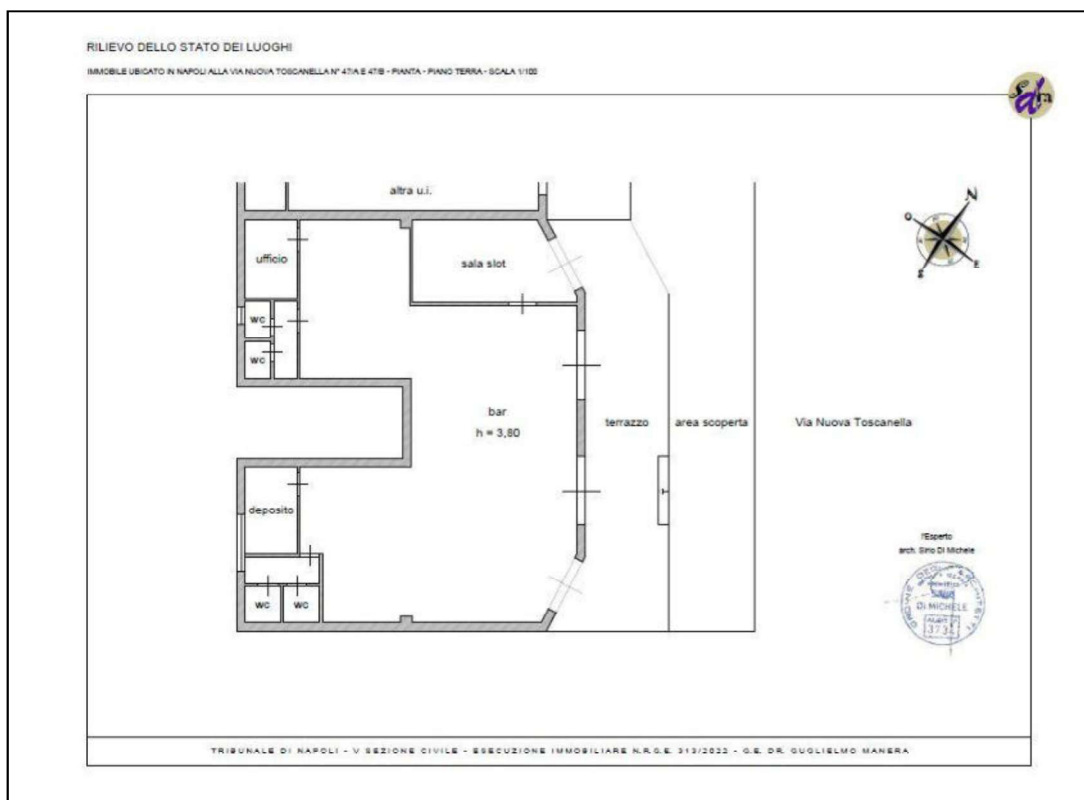 RILIEVO DELLO STATO DEI LUOGHI
IMMOBILE UBICATO IN NAPOLI ALLA VIA NUOVA TOSCANELLA N° 47/A E 47/B - PIANTA - PIANO TERRA - SCALA 1/100
altra u.i.
N
O
E
S
ufficio
sala slot
wc
wc
bar
h = 3,80
terrazzo
area scoperta
Via Nuova Toscanella
deposito
wc
wc
l'Esperto
arch. Sirio Di Michele
DI MICHELE
3734
TRIBUNALE DI NAPOLI - V SEZIONE CIVILE - ESECUZIONE IMMOBILIARE N.R.G.E. 313/2022 - G.E. DR. GUGLIELMO MANERA